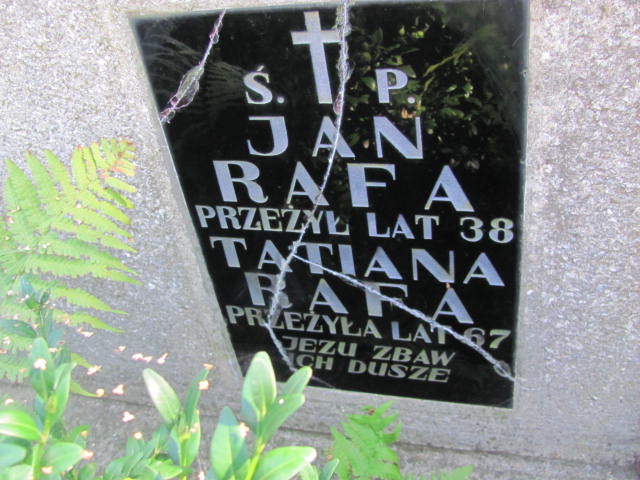 Ś. P.
JAN
RAFA
PRZEŻYŁ LAT 38
TATIANA
RAFA
PRZEŻYŁA LAT 67
JEZU ZBAW
ICH DUSZE